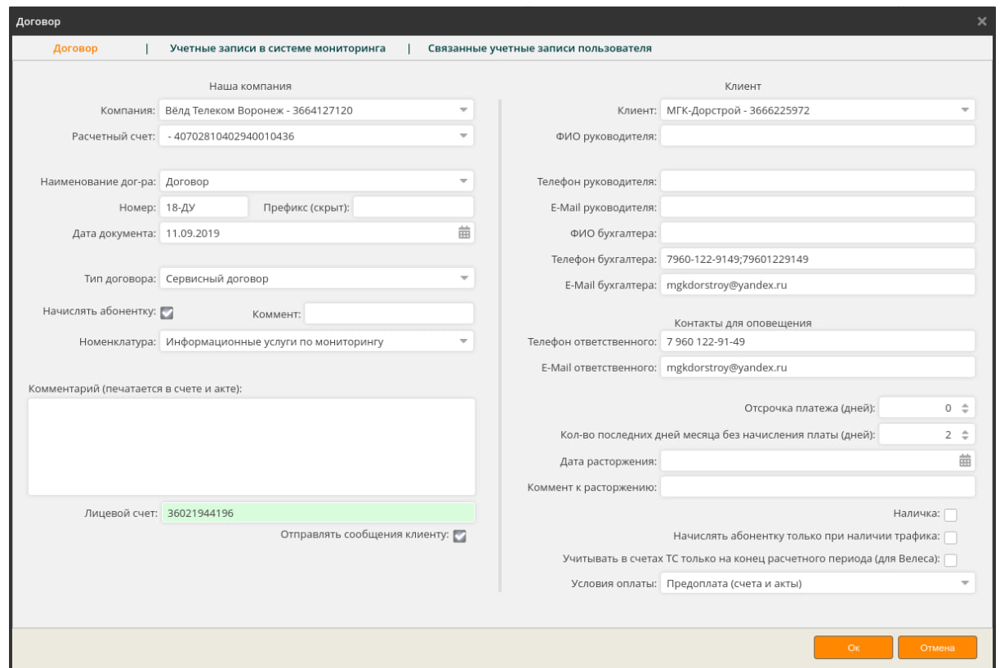 Договор
Договор | Учетные записи в системе мониторинга | Связанные учетные записи пользователя
Наша компания
Компания: Вёлд Телеком Воронеж - 3664127120
Расчетный счет: - 40702810402940010436
Наименование дог-ра: Договор
Номер: 18-ДУ Префикс (скрыт):
Дата документа: 11.09.2019
Тип договора: Сервисный договор
Начислять абонентку: Коммент:
Номенклатура: Информационные услуги по мониторингу
Комментарий (печатается в счете и акте):
Лицевой счет: 36021944196
Отправлять сообщения клиенту:
Клиент
Клиент: МГК-Дорстрой - 3666225972
ФИО руководителя:
Телефон руководителя:
E-Mail руководителя:
ФИО бухгалтера:
Телефон бухгалтера: 7960-122-9149;79601229149
E-Mail бухгалтера: mgkdorstroy@yandex.ru
Контакты для оповещения
Телефон ответственного: 7 960 122-91-49
E-Mail ответственного: mgkdorstroy@yandex.ru
Отсрочка платежа (дней): 0
Кол-во последних дней месяца без начисления платы (дней): 2
Дата расторжения:
Коммент к расторжению:
Наличка:
Начислять абонентку только при наличии трафика:
Учитывать в счетах ТС только на конец расчетного периода (для Велеса):
Условия оплаты: Предоплата (счета и акты)
Ок Отмена